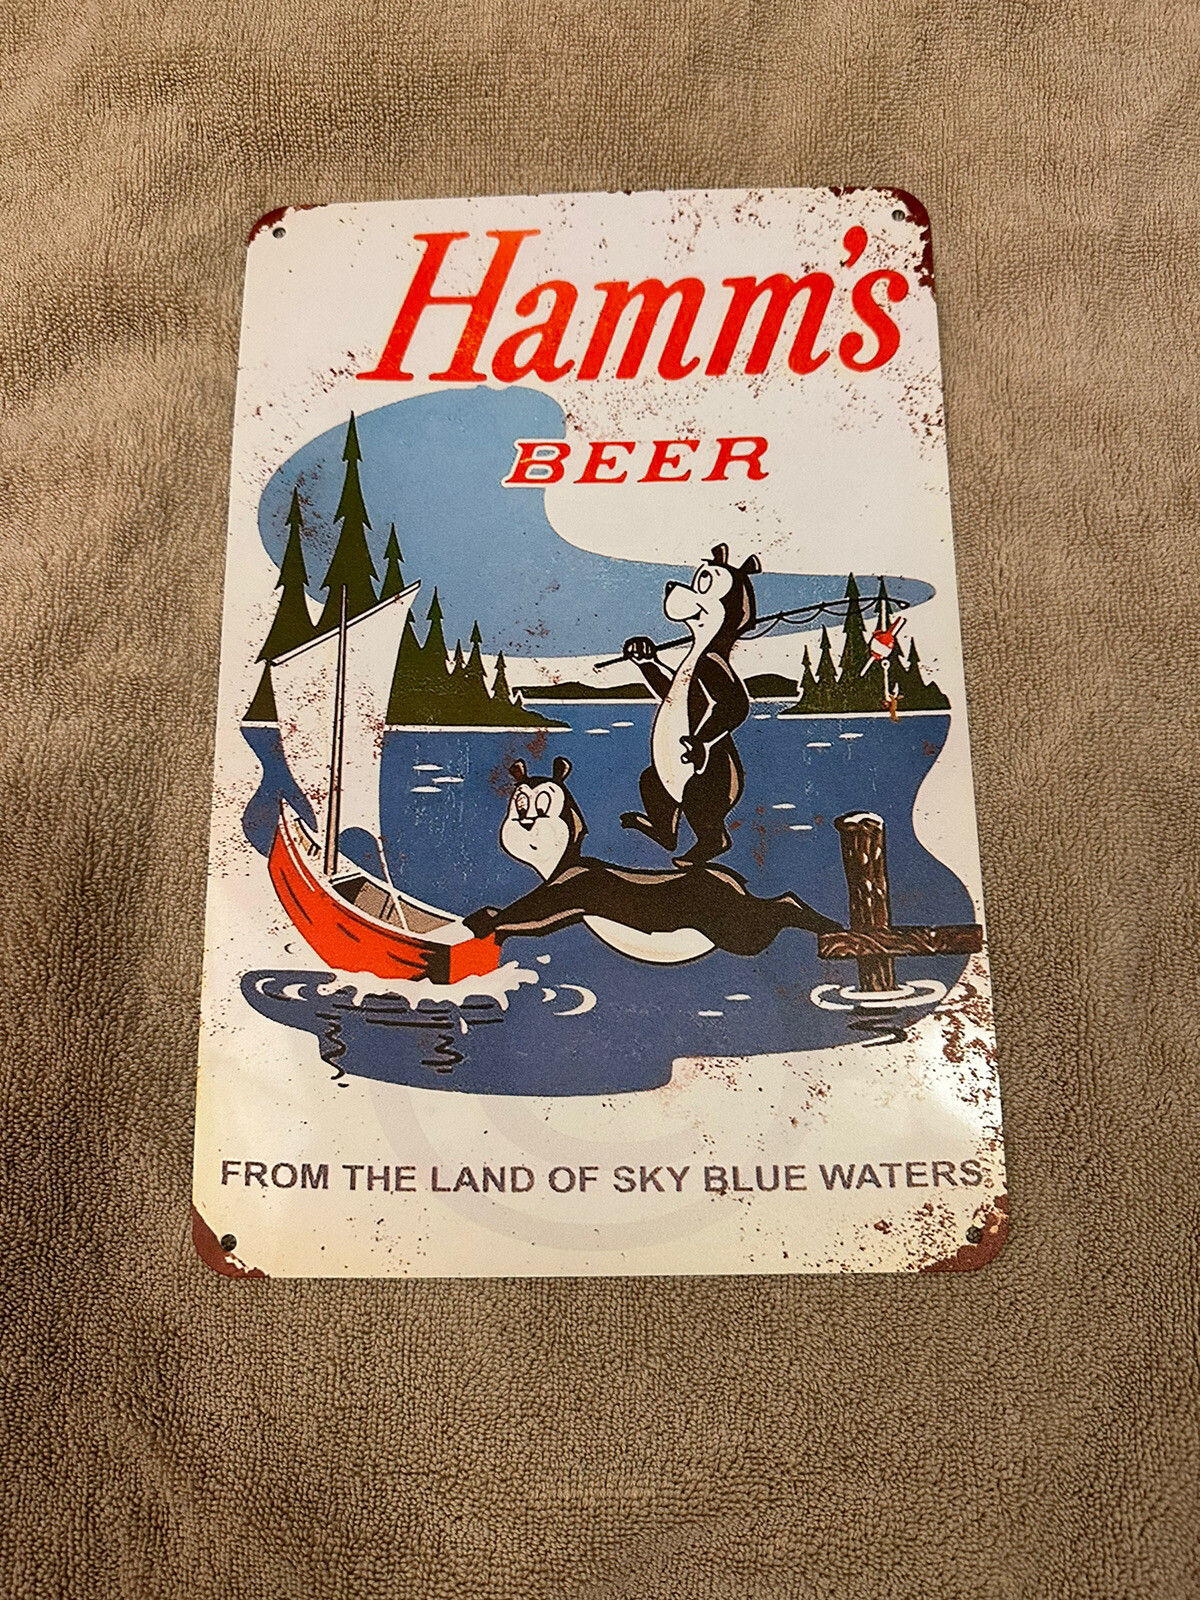 Hamm's
BEER
FROM THE LAND OF SKY BLUE WATERS